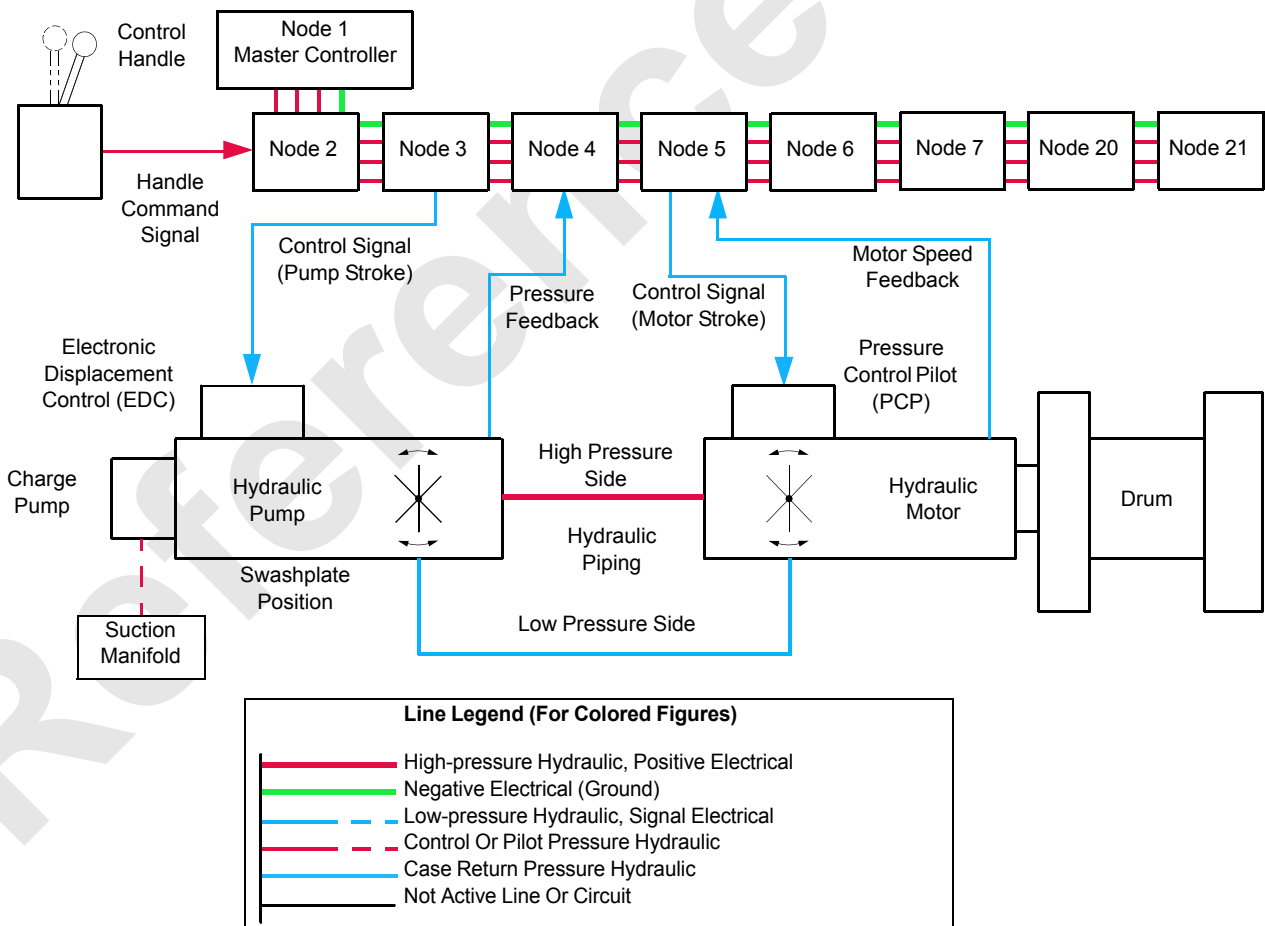 Control
Handle
Node 1
Master Controller
Node 2
Node 3
Node 4
Node 5
Node 6
Node 7
Node 20
Node 21
Handle
Command
Signal
Control Signal
(Pump Stroke)
Pressure
Feedback
Control Signal
(Motor Stroke)
Motor Speed
Feedback
Electronic
Displacement
Control (EDC)
Pressure
Control Pilot
(PCP)
Charge
Pump
Hydraulic
Pump
High Pressure
Side
Hydraulic
Motor
Drum
Hydraulic
Piping
Swashplate
Position
Suction
Manifold
Low Pressure Side
Line Legend (For Colored Figures)
High-pressure Hydraulic, Positive Electrical
Negative Electrical (Ground)
Low-pressure Hydraulic, Signal Electrical
Control Or Pilot Pressure Hydraulic
Case Return Pressure Hydraulic
Not Active Line Or Circuit
Reference